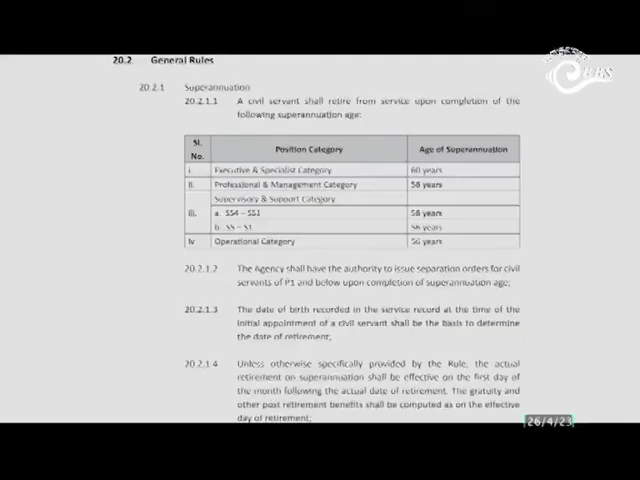 BBS
20.2 General Rules
20.2.1 Superannuation
20.2.1.1 A civil servant shall retire from service upon completion of the
following superannuation age:
Sl. No. Position Category Age of Superannuation
i. Executive & Specialist Category 60 years
ii. Professional & Management Category 58 years
Supervisory & Support Category
iii. a. SS4 – SS1 58 years
b. S5 – S1 56 years
iv Operational Category 56 years
20.2.1.2 The Agency shall have the authority to issue separation orders for civil
servants of P1 and below upon completion of superannuation age;
20.2.1.3 The date of birth recorded in the service record at the time of the
initial appointment of a civil servant shall be the basis to determine
the date of retirement;
20.2.1.4 Unless otherwise specifically provided by the Rule, the actual
retirement on superannuation shall be effective on the first day of
the month following the actual date of retirement. The gratuity and
other post retirement benefits shall be computed as on the effective
day of retirement;
26/4/23